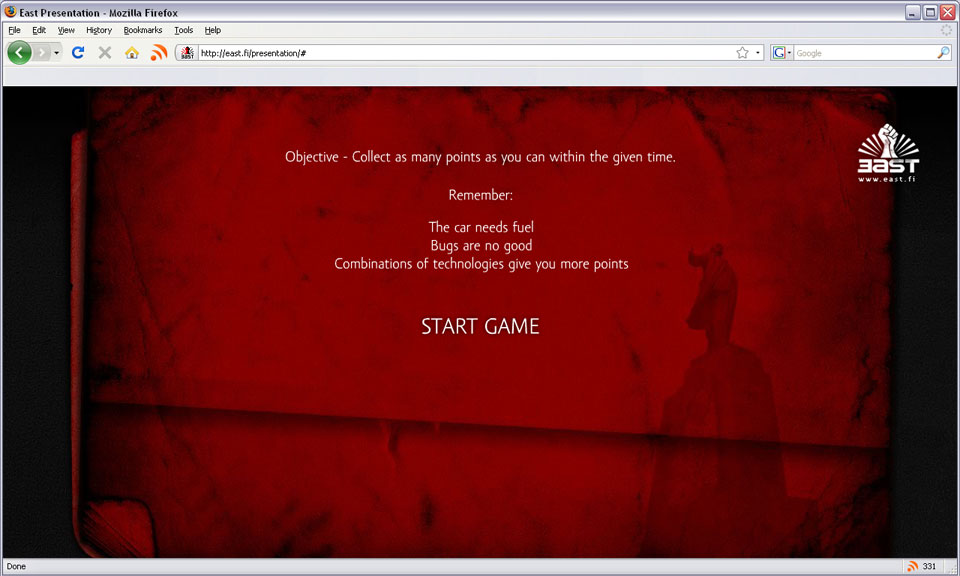 East Presentation - Mozilla Firefox
File Edit View History Bookmarks Tools Help
http://east.fi/presentation/#
G Google
Objective - Collect as many points as you can within the given time.
EAST
www.east.fi
Remember:
The car needs fuel
Bugs are no good
Combinations of technologies give you more points
START GAME
Done
331